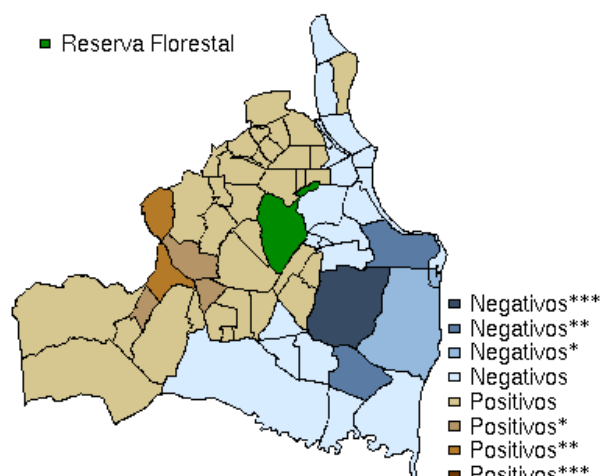 Reserva Florestal
Negativos***
Negativos**
Negativos*
Negativos
Positivos
Positivos*
Positivos**
Positivos***